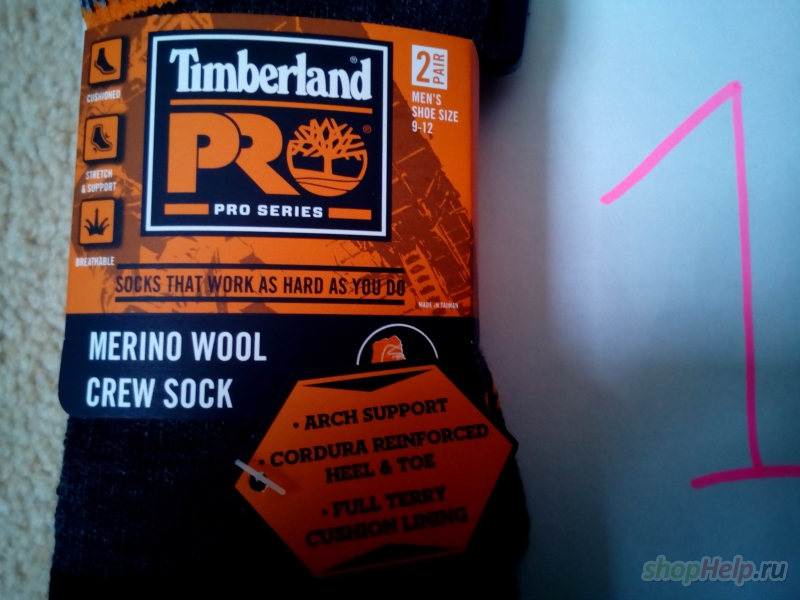 Timberland®
PRO®
PRO SERIES
2 PAIR
MEN'S
SHOE SIZE
9-12
CUSHIONED
STRETCH
& SUPPORT
BREATHABLE
SOCKS THAT WORK AS HARD AS YOU DO
MADE IN TAIWAN
MERINO WOOL
CREW SOCK
• ARCH SUPPORT
• CORDURA REINFORCED
HEEL & TOE
• FULL TERRY
CUSHION LINING
1
shopHelp.ru